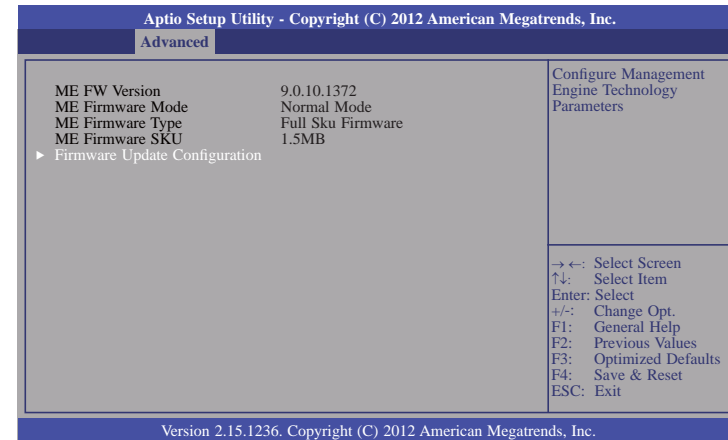 Aptio Setup Utility - Copyright (C) 2012 American Megatrends, Inc.
Advanced
ME FW Version 9.0.10.1372
ME Firmware Mode Normal Mode
ME Firmware Type Full Sku Firmware
ME Firmware SKU 1.5MB
▶ Firmware Update Configuration
Configure Management
Engine Technology
Parameters
→←: Select Screen
↑↓: Select Item
Enter: Select
+/-: Change Opt.
F1: General Help
F2: Previous Values
F3: Optimized Defaults
F4: Save & Reset
ESC: Exit
Version 2.15.1236. Copyright (C) 2012 American Megatrends, Inc.